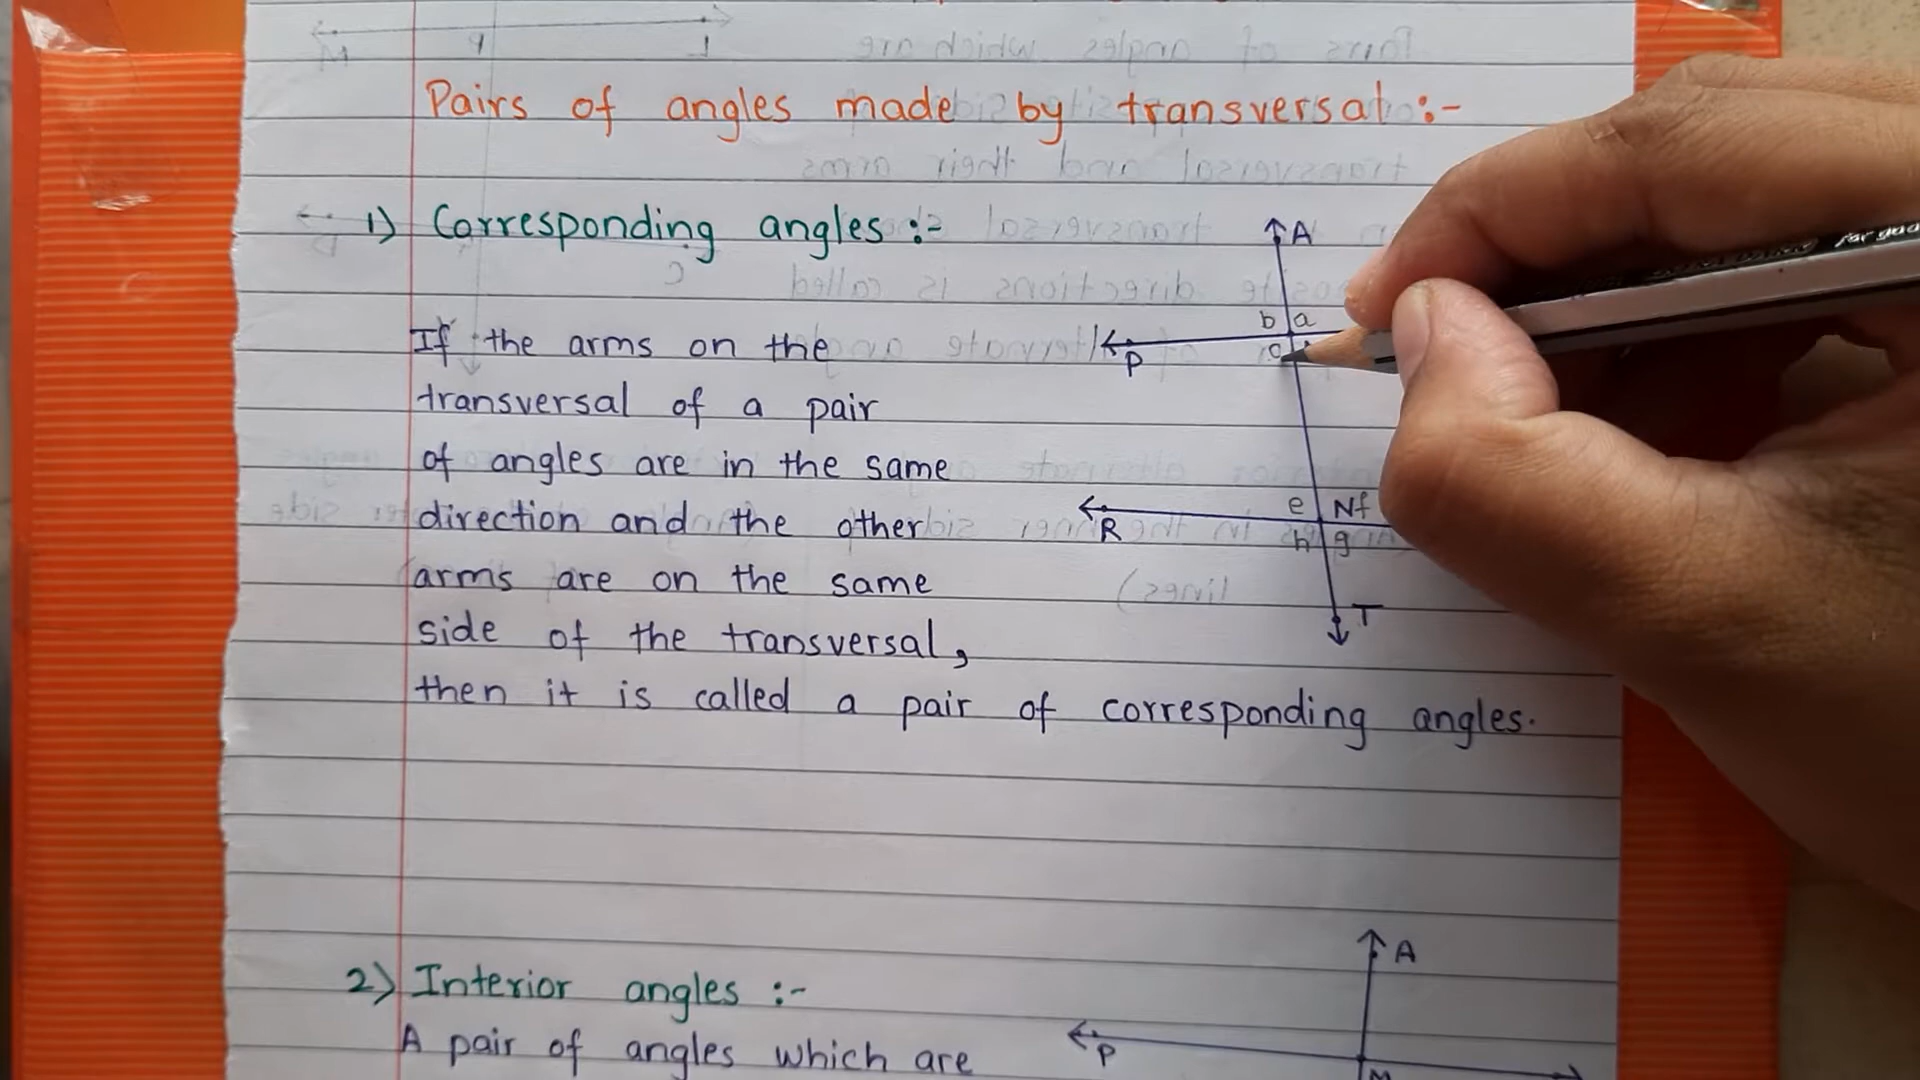 Pairs of angles made by transversal :-
1) Corresponding angles :-
If the arms on the
transversal of a pair
of angles are in the same
direction and the other
arms are on the same
side of the transversal,
then it is called a pair of corresponding angles.
A
b a
P
c
e N f
R
h g
T
2) Interior angles :-
A pair of angles which are
A
P
M